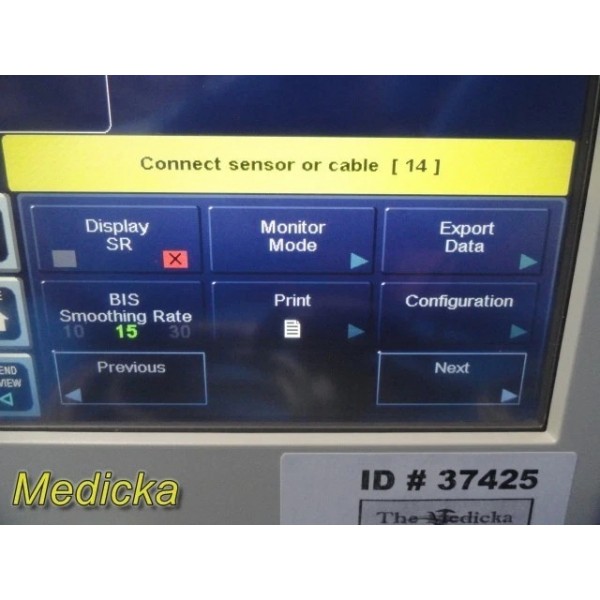 Connect sensor or cable [ 14 ]
Display
SR
Monitor
Mode
Export
Data
BIS
Smoothing Rate
10 15 30
Print
Configuration
END
VIEW
Previous
Next
Medicka
ID # 37425
The Medicka